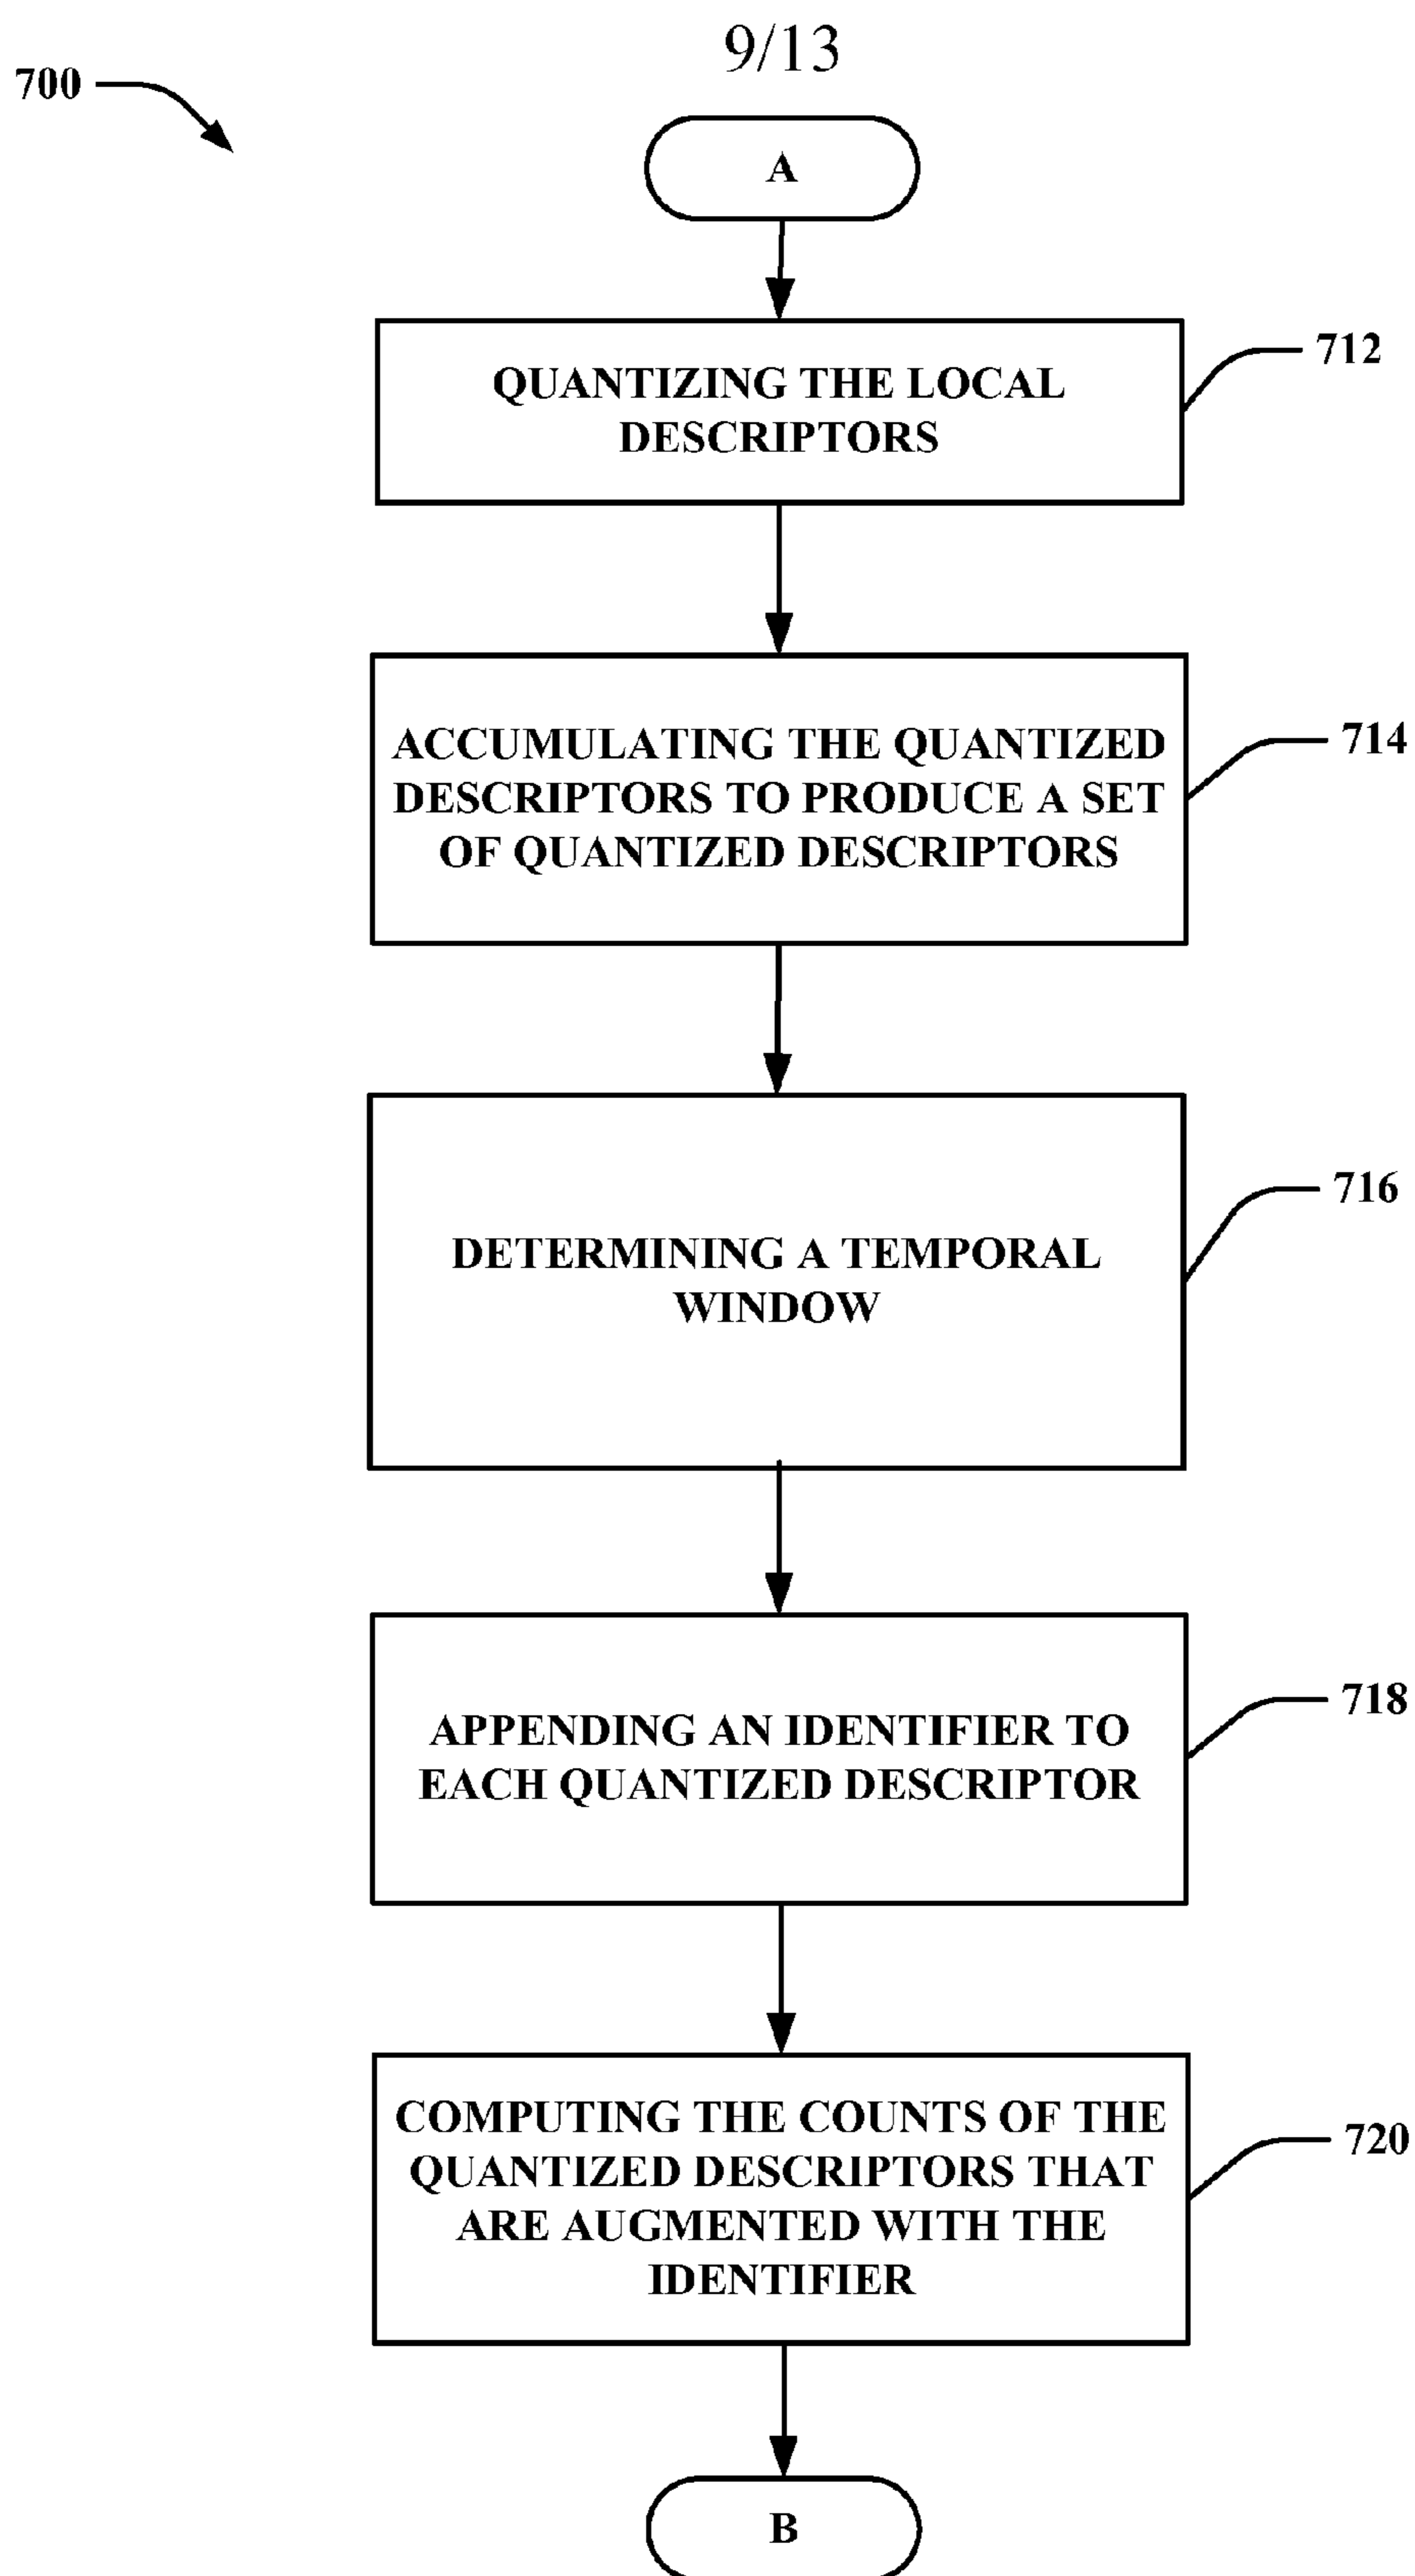 9/13
700
A
QUANTIZING THE LOCAL
DESCRIPTORS
712
ACCUMULATING THE QUANTIZED
DESCRIPTORS TO PRODUCE A SET
OF QUANTIZED DESCRIPTORS
714
DETERMINING A TEMPORAL
WINDOW
716
APPENDING AN IDENTIFIER TO
EACH QUANTIZED DESCRIPTOR
718
COMPUTING THE COUNTS OF THE
QUANTIZED DESCRIPTORS THAT
ARE AUGMENTED WITH THE
IDENTIFIER
720
B